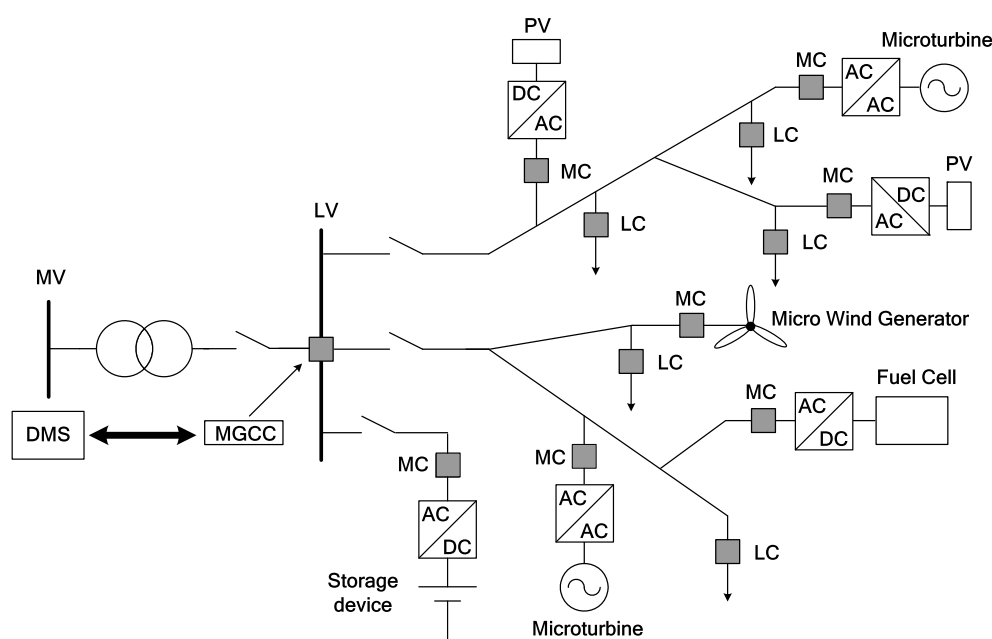 PV
Microturbine
MC
AC
AC
DC
AC
LC
MC
PV
MC
DC
AC
LC
LC
LV
MV
MC
Micro Wind Generator
LC
Fuel Cell
MC
AC
DC
DMS
MGCC
MC
MC
AC
DC
AC
AC
LC
Storage
device
Microturbine